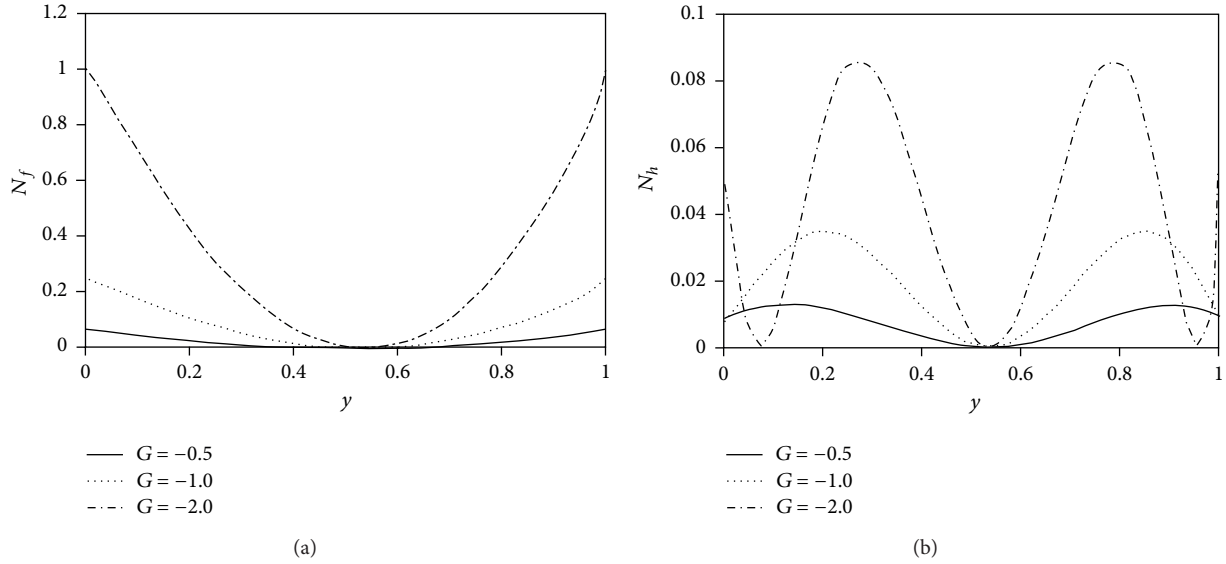 1.2
1
0.8
0.6
0.4
0.2
0
N_f
0 0.2 0.4 0.6 0.8 1
y
G = −0.5
G = −1.0
G = −2.0
(a)
0.1
0.08
0.06
0.04
0.02
0
N_h
0 0.2 0.4 0.6 0.8 1
y
G = −0.5
G = −1.0
G = −2.0
(b)